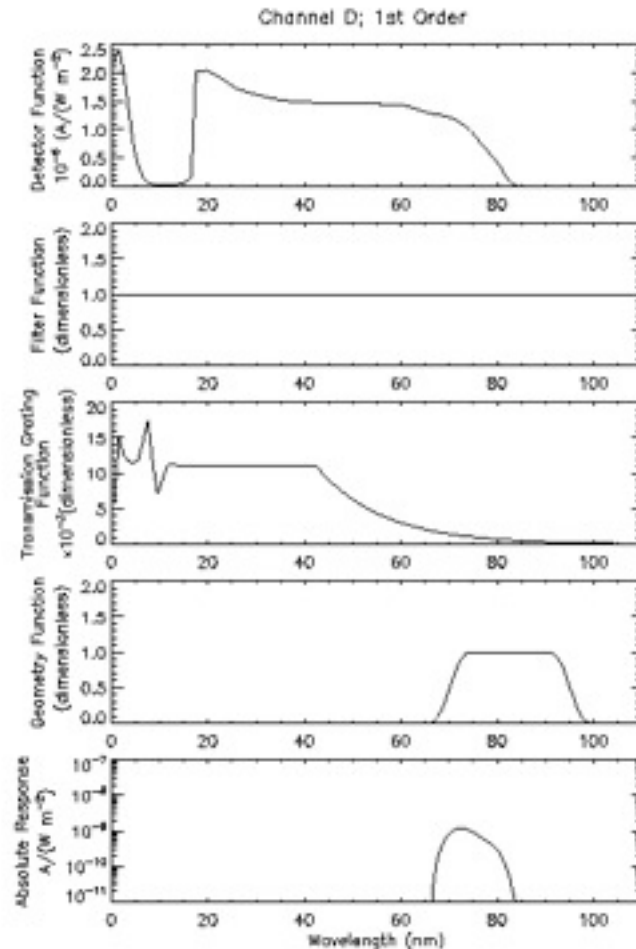 Channel D; 1st Order
Detector Function
10⁻⁶ (A/(W m⁻²)
2.5
2.0
1.5
1.0
0.5
0.0
0 20 40 60 80 100
Filter Function
(dimensionless)
2.0
1.5
1.0
0.5
0.0
0 20 40 60 80 100
Transmission Grating
Function
(dimensionless)
20
15
10
5
0
0 20 40 60 80 100
Geometry Function
(dimensionless)
2.0
1.5
1.0
0.5
0.0
0 20 40 60 80 100
Absolute Response
A/(W m⁻²)
10⁻⁷
10⁻⁸
10⁻⁹
10⁻¹⁰
10⁻¹¹
0 20 40 60 80 100
Wavelength (nm)